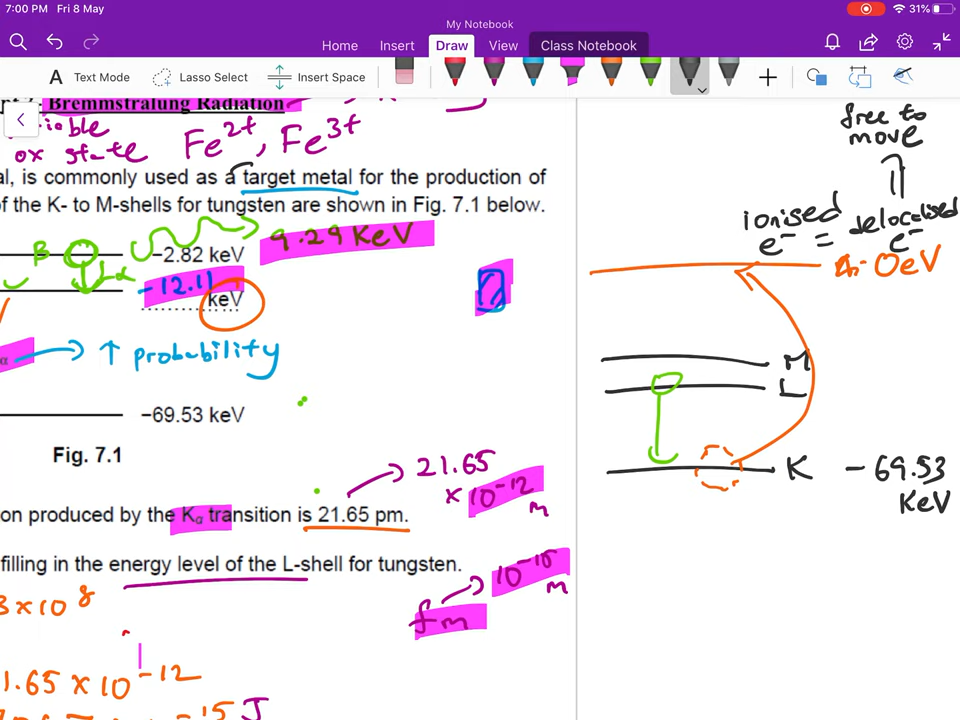 7:00 PM Fri 8 May
31%
My Notebook
Home Insert Draw View Class Notebook
Text Mode Lasso Select Insert Space
Bremmstralung Radiation
iable
ox state Fe2+, Fe3+
al, is commonly used as a target metal for the production of
of the K- to M-shells for tungsten are shown in Fig. 7.1 below.
β Lα −2.82 keV 9.29 KeV
-12.11
keV
α → ↑ probability
−69.53 keV
Fig. 7.1
21.65
× 10-12
m
on produced by the Kα transition is 21.65 pm.
filling in the energy level of the L-shell for tungsten.
fm → 10-15
m
3 × 10 8
1.65 × 10 -12
-15 J
free to
move
ionised delocalised
e- = e-
0eV
M
L
K - 69.53
KeV